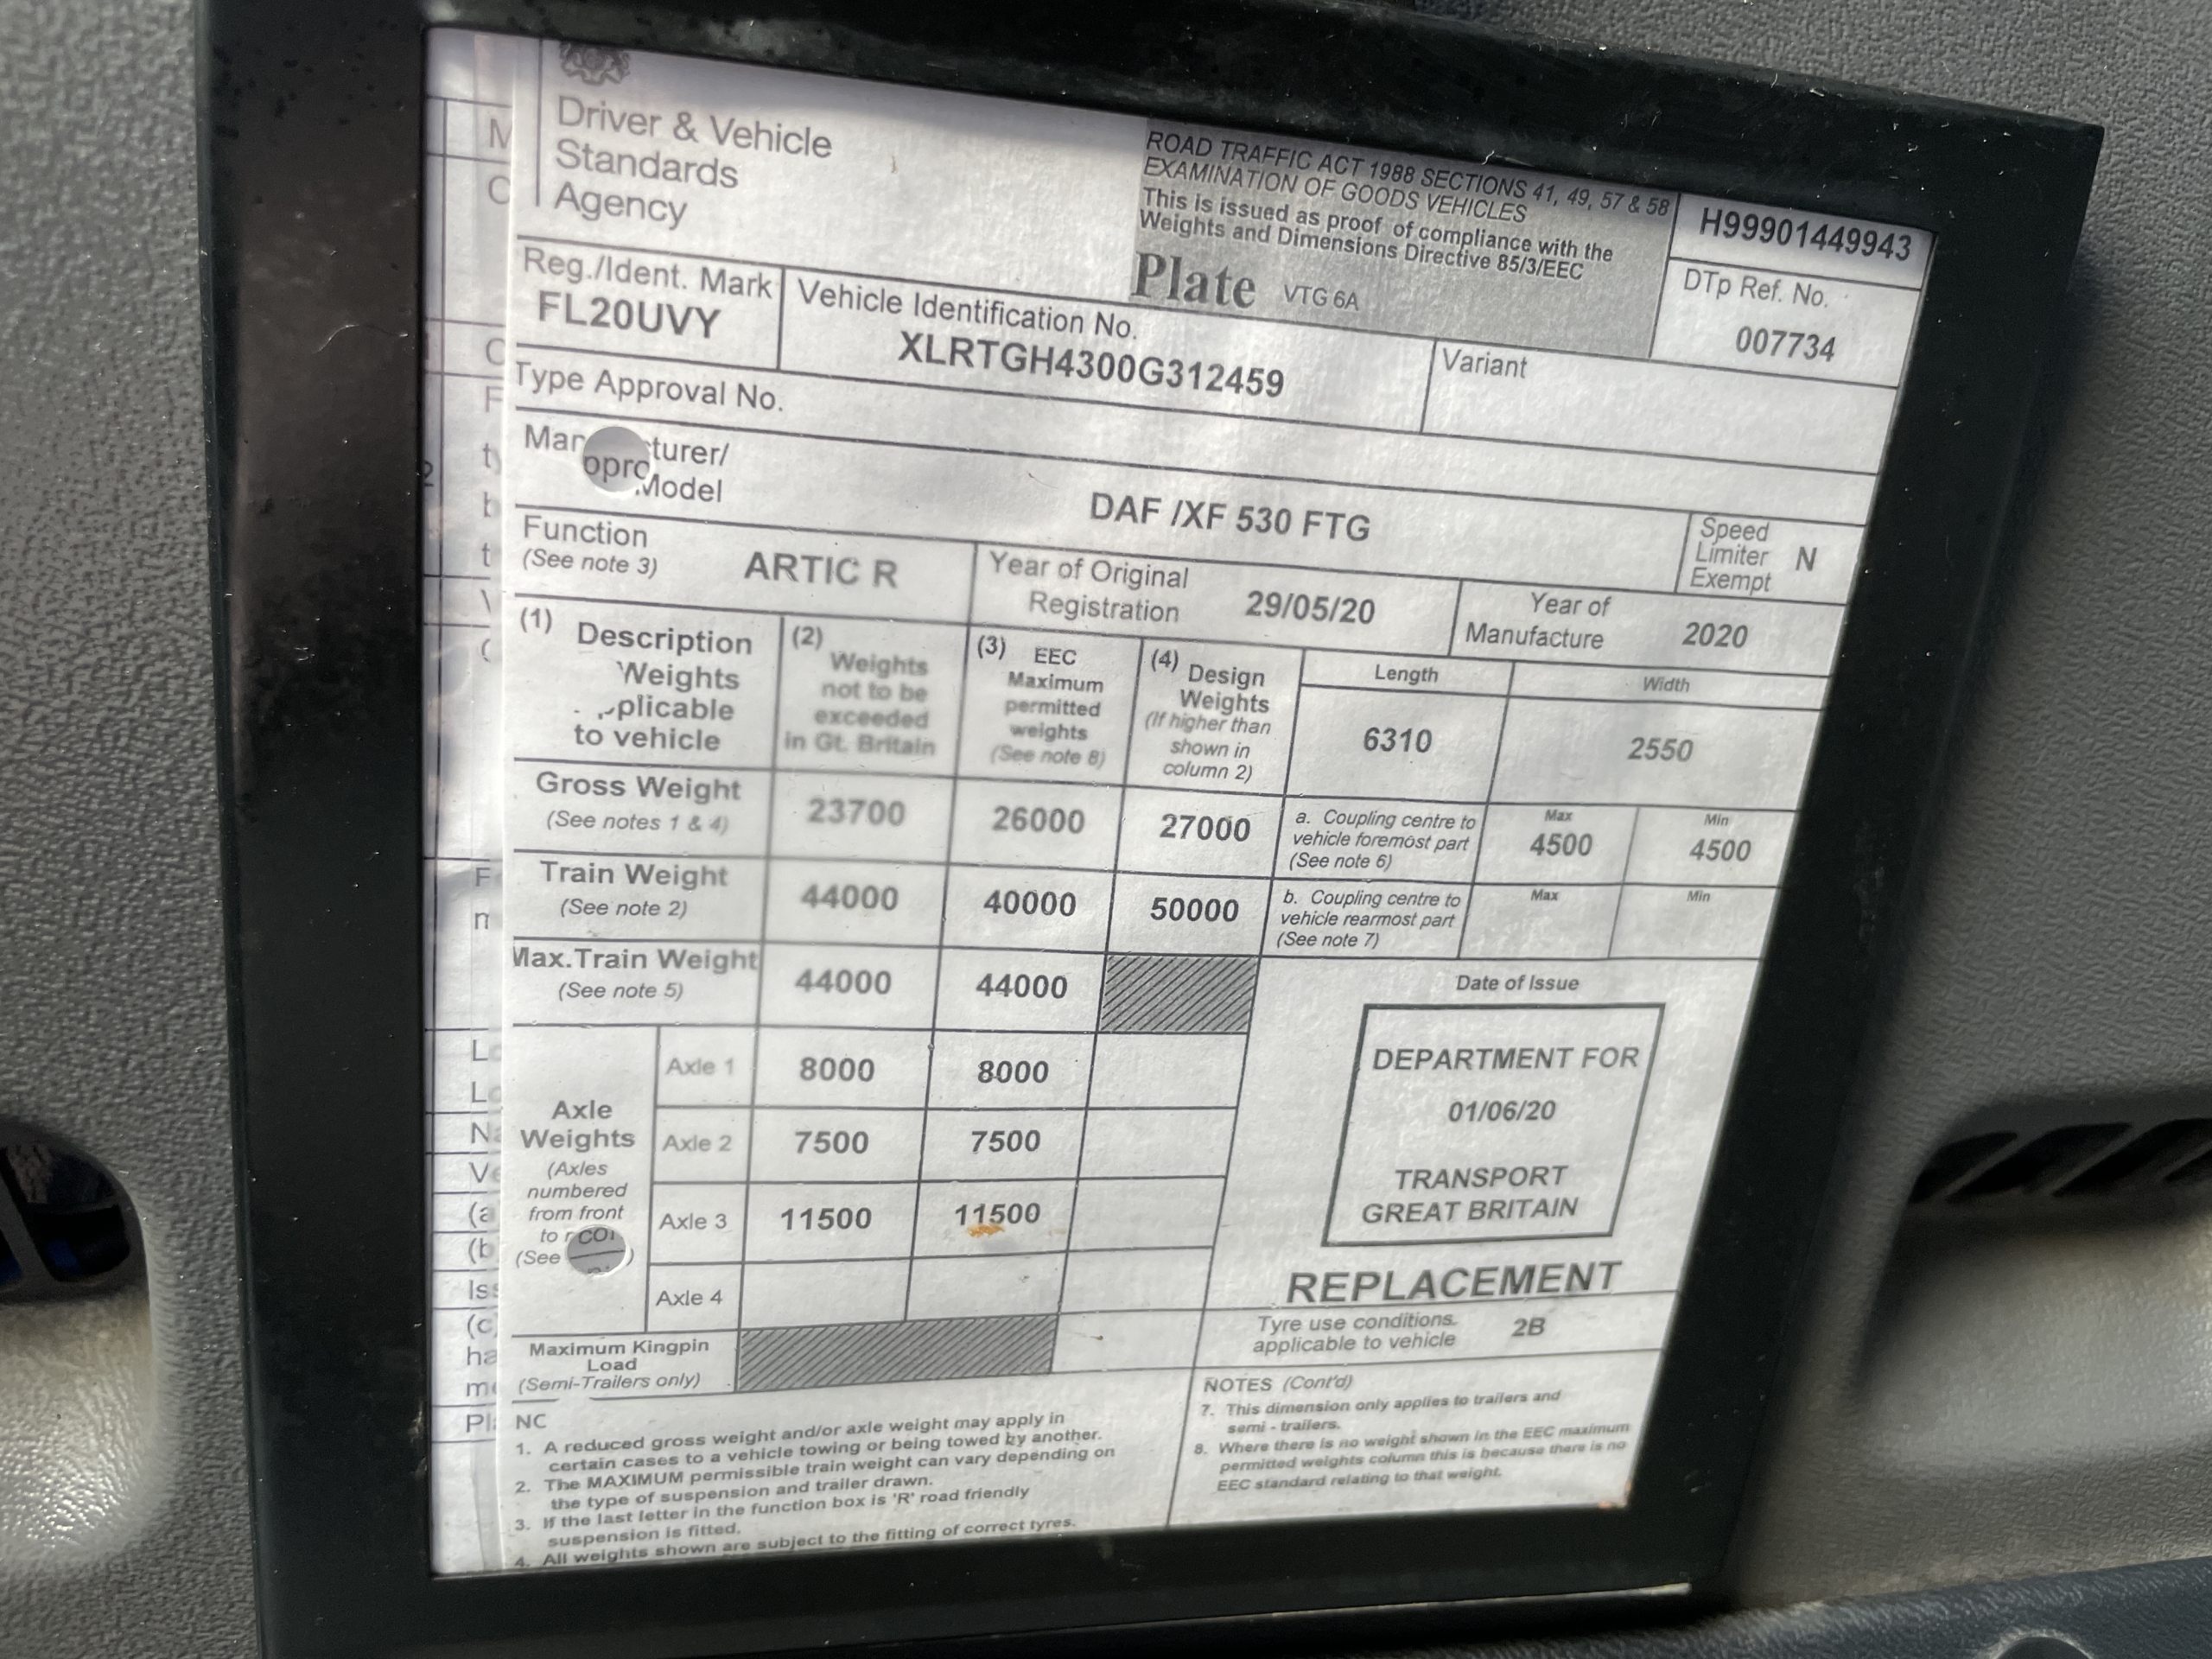 Driver & Vehicle
Standards
Agency
ROAD TRAFFIC ACT 1988 SECTIONS 41, 49, 57 & 58
EXAMINATION OF GOODS VEHICLES
This is issued as proof of compliance with the
Weights and Dimensions Directive 85/3/EEC
Plate VTG 6A
H99901449943
DTp Ref. No.
007734
Reg./Ident. Mark
FL20UVY
Vehicle Identification No.
XLRTGH4300G312459
Variant
Type Approval No.
Man turer/
opro
Model
DAF /XF 530 FTG
Speed
Limiter
Exempt
N
Function
(See note 3)
ARTIC R
Year of Original
Registration
29/05/20
Year of
Manufacture
2020
(1) Description
Weights
plicable
to vehicle
(2)
Weights
not to be
exceeded
in Gt. Britain
(3) EEC
Maximum
permitted
weights
(See note 8)
(4) Design
Weights
(If higher than
shown in
column 2)
Length
6310
Width
2550
Gross Weight
(See notes 1 & 4)
23700 26000 27000
a. Coupling centre to
vehicle foremost part
(See note 6)
Max
4500
Min
4500
Train Weight
(See note 2)
44000 40000 50000
b. Coupling centre to
vehicle rearmost part
(See note 7)
Max
Min
Max.Train Weight
(See note 5)
44000 44000
Date of Issue
DEPARTMENT FOR
01/06/20
TRANSPORT
GREAT BRITAIN
Axle
Weights
(Axles
numbered
from front
to r
(See )
Axle 1 8000 8000
Axle 2 7500 7500
Axle 3 11500 11500
Axle 4
REPLACEMENT
Maximum Kingpin
Load
(Semi-Trailers only)
Tyre use conditions.
applicable to vehicle
2B
NC
1. A reduced gross weight and/or axle weight may apply in
certain cases to a vehicle towing or being towed by another.
2. The MAXIMUM permissible train weight can vary depending on
the type of suspension and trailer drawn.
3. If the last letter in the function box is 'R' road friendly
suspension is fitted.
4. All weights shown are subject to the fitting of correct tyres.
NOTES (Cont'd)
7. This dimension only applies to trailers and
semi - trailers.
8. Where there is no weight shown in the EEC maximum
permitted weights column this is because there is no
EEC standard relating to that weight.